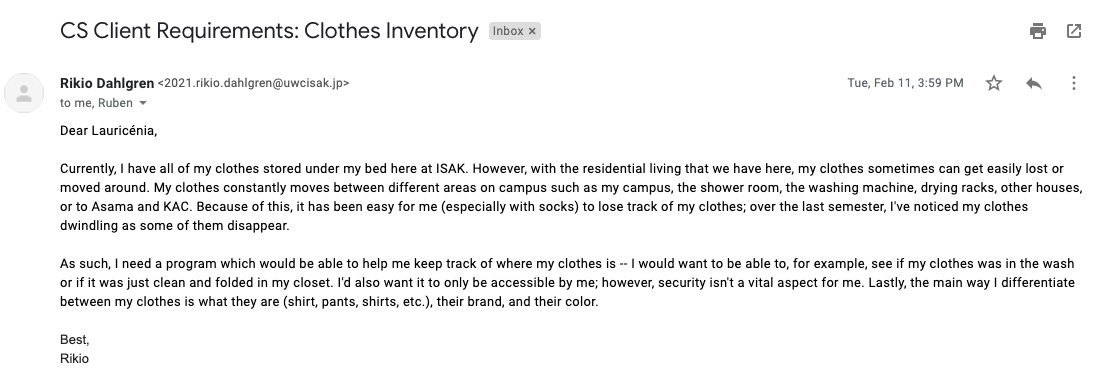 CS Client Requirements: Clothes Inventory Inbox ×
Rikio Dahlgren <2021.rikio.dahlgren@uwcisak.jp> Tue, Feb 11, 3:59 PM
to me, Ruben
Dear Lauricénia,
Currently, I have all of my clothes stored under my bed here at ISAK. However, with the residential living that we have here, my clothes sometimes can get easily lost or
moved around. My clothes constantly moves between different areas on campus such as my campus, the shower room, the washing machine, drying racks, other houses,
or to Asama and KAC. Because of this, it has been easy for me (especially with socks) to lose track of my clothes; over the last semester, I've noticed my clothes
dwindling as some of them disappear.
As such, I need a program which would be able to help me keep track of where my clothes is -- I would want to be able to, for example, see if my clothes was in the wash
or if it was just clean and folded in my closet. I'd also want it to only be accessible by me; however, security isn't a vital aspect for me. Lastly, the main way I differentiate
between my clothes is what they are (shirt, pants, shirts, etc.), their brand, and their color.
Best,
Rikio